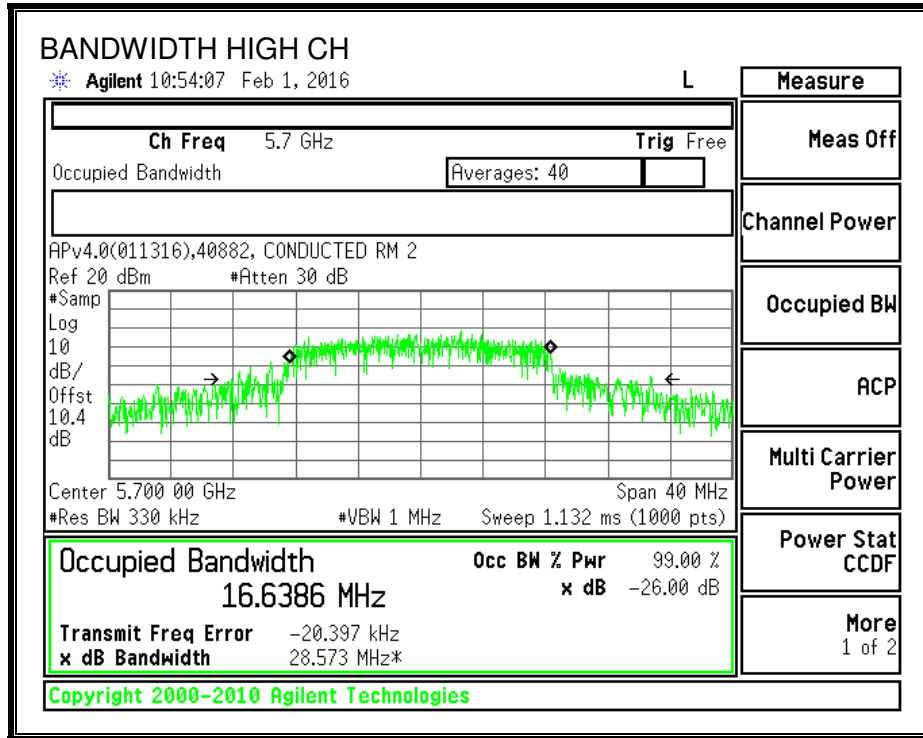 BANDWIDTH HIGH CH
Agilent 10:54:07 Feb 1, 2016 L
Measure
Ch Freq 5.7 GHz Trig Free
Occupied Bandwidth Averages: 40
Meas Off
Channel Power
APv4.0(011316),40882, CONDUCTED RM 2
Ref 20 dBm #Atten 30 dB
#Samp
Log
10
dB/
Offst
10.4
dB
Occupied BW
ACP
Multi Carrier
Power
Center 5.700 00 GHz Span 40 MHz
#Res BW 330 kHz #VBW 1 MHz Sweep 1.132 ms (1000 pts)
Occupied Bandwidth
16.6386 MHz
Occ BW % Pwr 99.00 %
x dB -26.00 dB
Transmit Freq Error -20.397 kHz
x dB Bandwidth 28.573 MHz*
Power Stat
CCDF
More
1 of 2
Copyright 2000-2010 Agilent Technologies